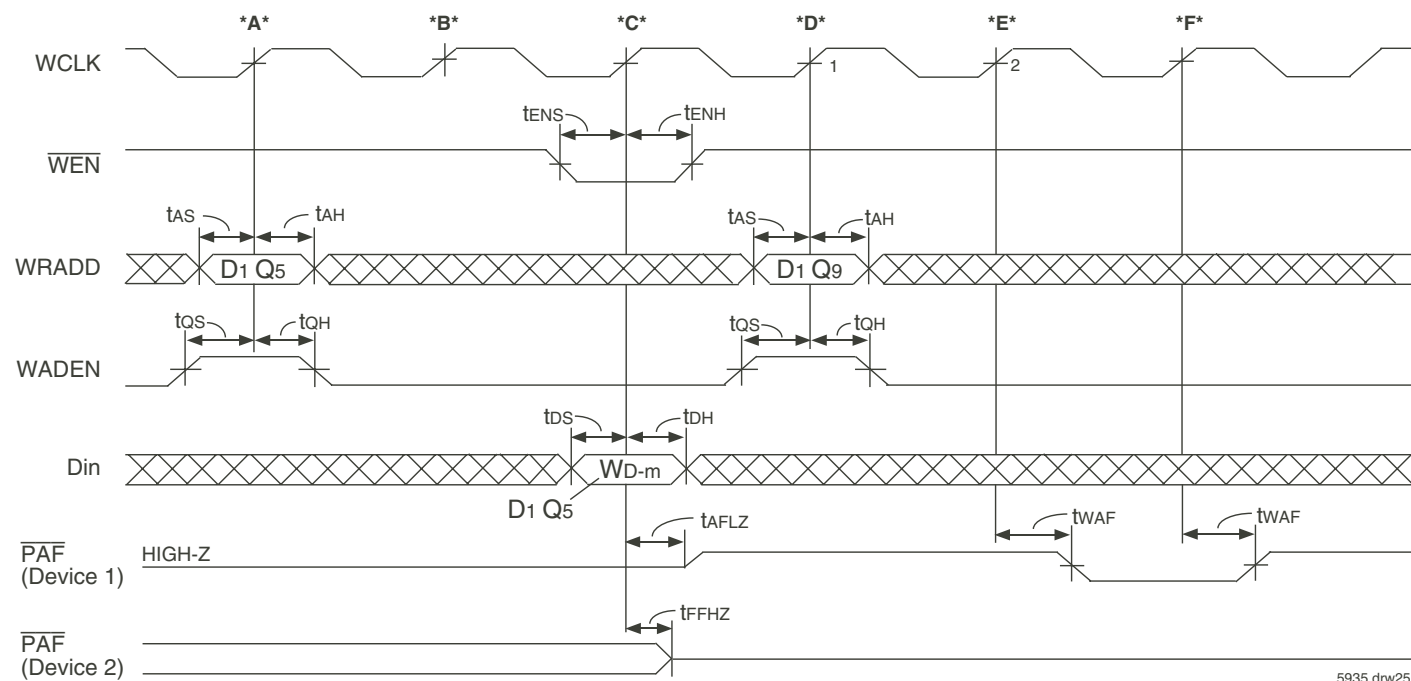 *A* *B* *C* *D* *E* *F*
WCLK 1 2
tENS tENH
WEN
tAS tAH tAS tAH
WRADD D1 Q5 D1 Q9
tQS tQH tQS tQH
WADEN
tDS tDH
Din WD-m
D1 Q5
tAFLZ tWAF tWAF
PAF HIGH-Z
(Device 1)
tFFHZ
PAF
(Device 2)
5935 drw25